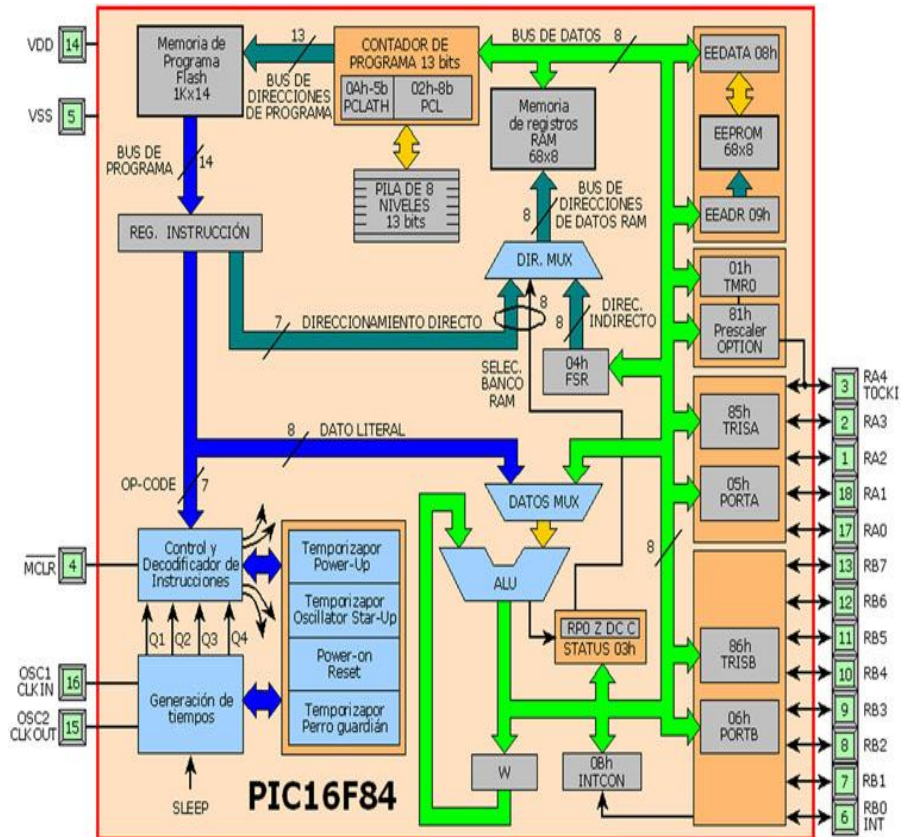 VDD
14
VSS
5
Memoria de
Programa
Flash
1Kx14
13
BUS DE
DIRECCIONES
DE PROGRAMA
CONTADOR DE
PROGRAMA 13 bits
0Ah-5b
PCLATH
02h-8b
PCL
BUS DE DATOS
8
EEDATA 08h
EEPROM
68x8
EEADR 09h
Memoria
de registros
RAM
68x8
BUS DE
PROGRAMA
14
PILA DE 8
NIVELES
13 bits
8
BUS DE
DIRECCIONES
DE DATOS RAM
REG. INSTRUCCIÓN
DIR. MUX
01h
TMR0
81h
Prescaler
OPTION
7
DIRECCIONAMIENTO DIRECTO
8
8
DIREC.
INDIRECTO
SELEC.
BANCO
RAM
04h
FSR
8
DATO LITERAL
OP-CODE
7
DATOS MUX
85h
TRISA
05h
PORTA
3
RA4
T0CKI
2
RA3
1
RA2
18
RA1
17
RA0
MCLR
4
Control y
Decodificador de
Instrucciones
Temporizapor
Power-Up
Temporizapor
Oscillator Star-Up
Power-on
Reset
Temporizapor
Perro guardián
ALU
8
RP0 Z DC C
STATUS 03h
Q1
Q2
Q3
Q4
OSC1
CLKIN
16
OSC2
CLKOUT
15
Generación de
tiempos
SLEEP
PIC16F84
W
0Bh
INTCON
86h
TRISB
06h
PORTB
13
RB7
12
RB6
11
RB5
10
RB4
9
RB3
8
RB2
7
RB1
6
RB0
INT